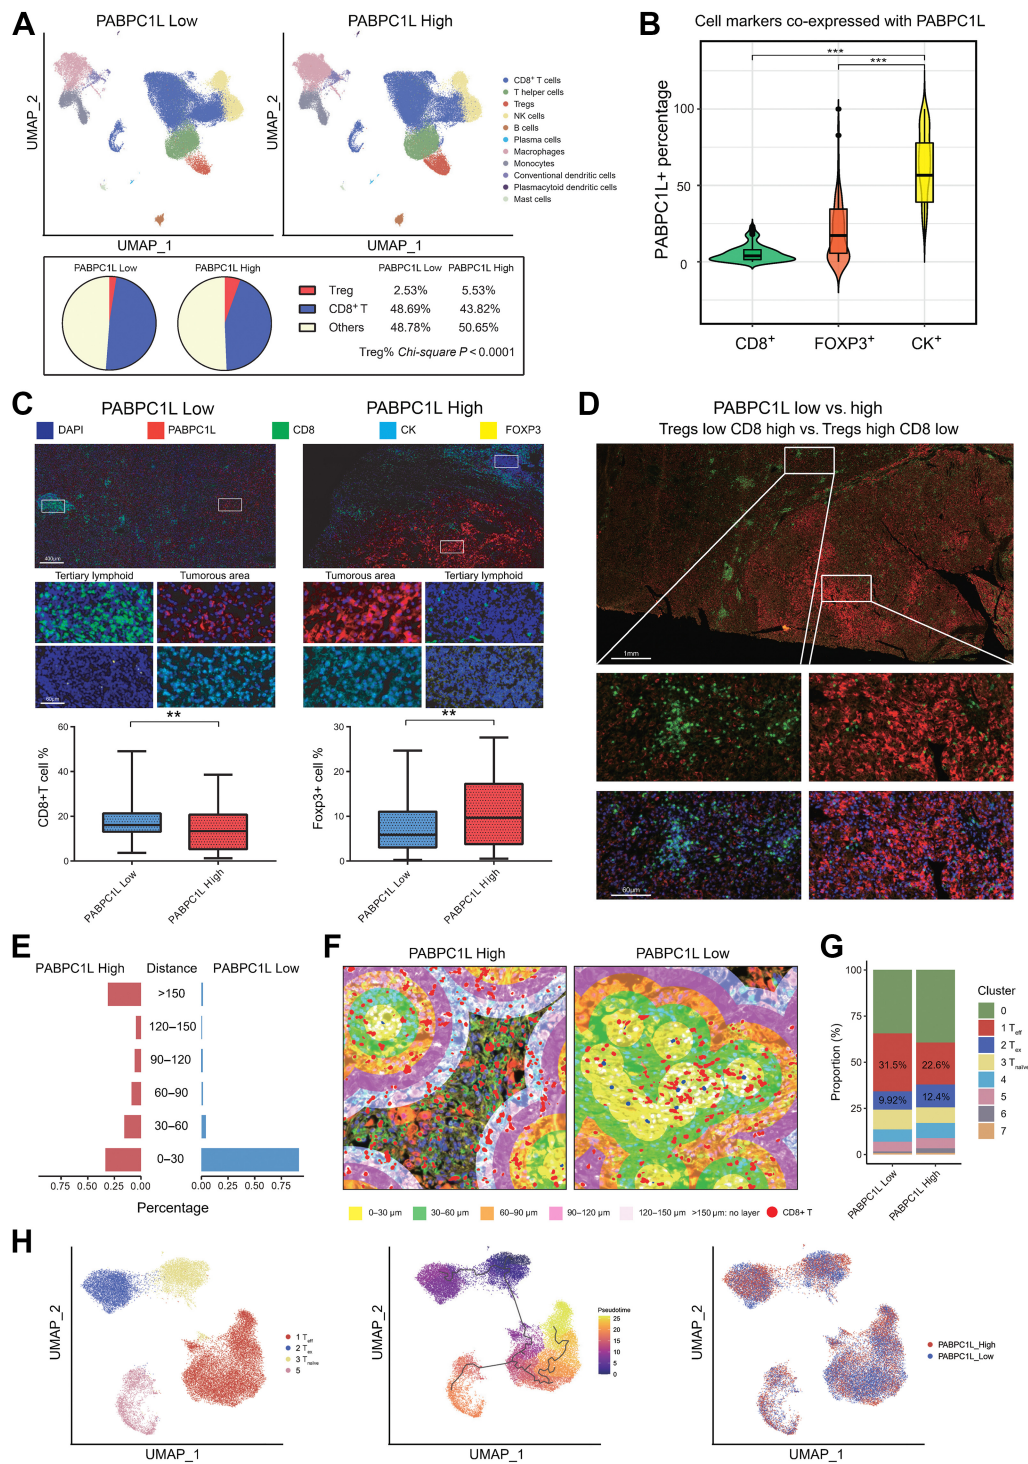 A
PABPC1L Low
PABPC1L High
UMAP_2
UMAP_1
UMAP_2
UMAP_1
CD8⁺ T cells
T helper cells
Tregs
NK cells
B cells
Plasma cells
Macrophages
Monocytes
Conventional dendritic cells
Plasmacytoid dendritic cells
Mast cells
PABPC1L Low
PABPC1L High
PABPC1L Low PABPC1L High
Treg 2.53% 5.53%
CD8⁺ T 48.69% 43.82%
Others 48.78% 50.65%
Treg% Chi-square P < 0.0001
B
Cell markers co-expressed with PABPC1L
PABPC1L+ percentage
100
50
0
***
***
CD8⁺
FOXP3⁺
CK⁺
C
PABPC1L Low
PABPC1L High
DAPI
PABPC1L
CD8
CK
FOXP3
400μm
Tertiary lymphoid
Tumorous area
Tumorous area
Tertiary lymphoid
60μm
CD8+T cell %
60
40
20
0
**
PABPC1L Low
PABPC1L High
Foxp3+ cell %
30
20
10
0
**
PABPC1L Low
PABPC1L High
D
PABPC1L low vs. high
Tregs low CD8 high vs. Tregs high CD8 low
1mm
60μm
E
PABPC1L High
Distance
PABPC1L Low
>150
120–150
90–120
60–90
30–60
0–30
0.75 0.50 0.25 0.00
0.00 0.25 0.50 0.75
Percentage
F
PABPC1L High
PABPC1L Low
0–30 μm
30–60 μm
60–90 μm
90–120 μm
120–150 μm
>150 μm: no layer
CD8+ T
G
Proportion (%)
100
75
50
25
0
31.5%
22.6%
9.92%
12.4%
PABPC1L Low
PABPC1L High
Cluster
0
1 Teff
2 Tex
3 Tnaive
4
5
6
7
H
UMAP_2
UMAP_1
1 Teff
2 Tex
3 Tnaive
5
UMAP_2
UMAP_1
Pseudotime
25
20
15
10
5
0
UMAP_2
UMAP_1
PABPC1L_High
PABPC1L_Low